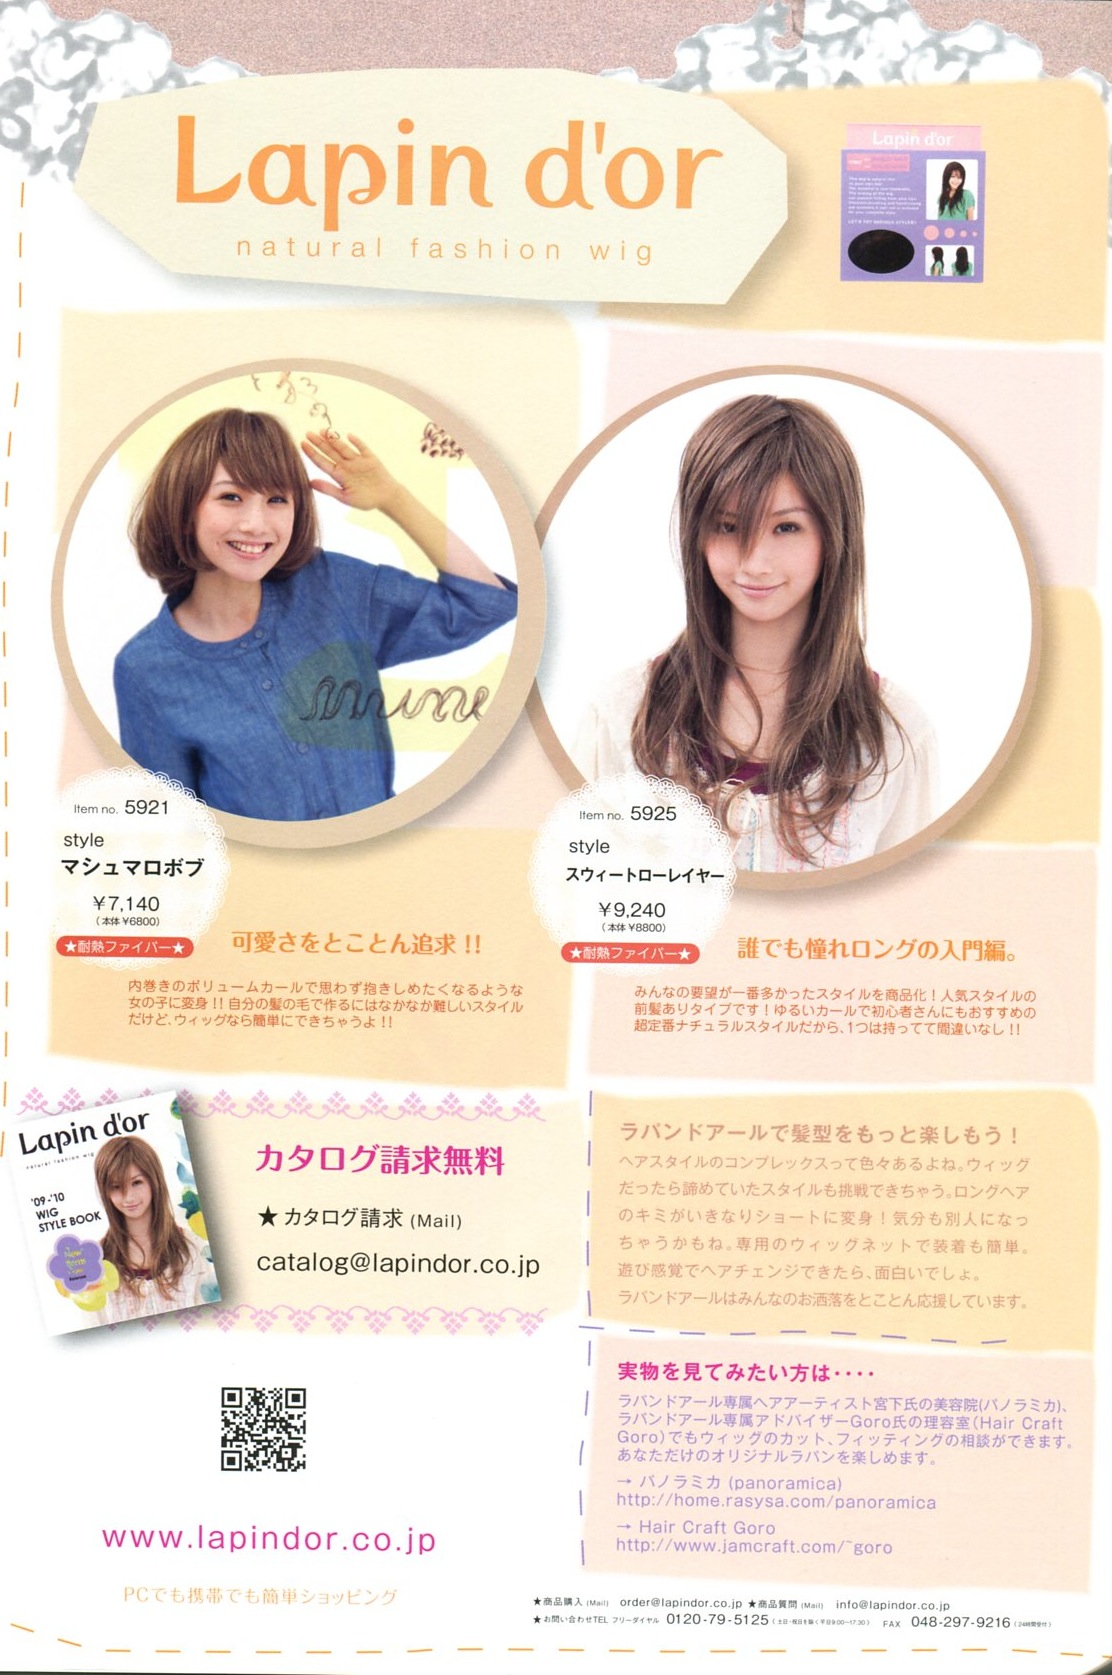 Lapin d'or
natural fashion wig
Lapin d'or
Item no. 5921
style
マシュマロボブ
￥7,140
（本体￥6800）
★耐熱ファイバー★
可愛さをとことん追求！！
内巻きのボリュームカールで思わず抱きしめたくなるような
女の子に変身！！自分の髪の毛で作るにはなかなか難しいスタイル
だけど、ウィッグなら簡単にできちゃうよ！！
Item no. 5925
style
スウィートローレイヤー
￥9,240
（本体￥8800）
★耐熱ファイバー★
誰でも憧れロングの入門編。
みんなの要望が一番多かったスタイルを商品化！人気スタイルの
前髪ありタイプです！ゆるいカールで初心者さんにもおすすめの
超定番ナチュラルスタイルだから、1つは持ってて間違いなし！！
Lapin d'or
natural fashion wig
'09-'10
WIG
STYLE BOOK
カタログ請求無料
★カタログ請求 (Mail)
catalog@lapindor.co.jp
www.lapindor.co.jp
PCでも携帯でも簡単ショッピング
ラパンドアールで髪型をもっと楽しもう！
ヘアスタイルのコンプレックスって色々あるよね。ウィッグ
だったら諦めていたスタイルも挑戦できちゃう。ロングヘア
のキミがいきなりショートに変身！気分も別人になっ
ちゃうかもね。専用のウィッグネットで装着も簡単。
遊び感覚でヘアチェンジできたら、面白いでしょ。
ラパンドアールはみんなのお洒落をとことん応援しています。
実物を見てみたい方は‥‥
ラパンドアール専属ヘアアーティスト宮下氏の美容院(パノラミカ)、
ラパンドアール専属アドバイザーGoro氏の理容室(Hair Craft
Goro)でもウィッグのカット、フィッティングの相談ができます。
あなただけのオリジナルラパンを楽しめます。
→ パノラミカ (panoramica)
http://home.rasysa.com/panoramica
→ Hair Craft Goro
http://www.jamcraft.com/~goro
★商品購入 (Mail) order@lapindor.co.jp ★商品質問 (Mail) info@lapindor.co.jp
★お問い合わせTEL フリーダイヤル 0120-79-5125（土日・祝日を除く平日9:00〜17:30） FAX 048-297-9216（24時間受付）